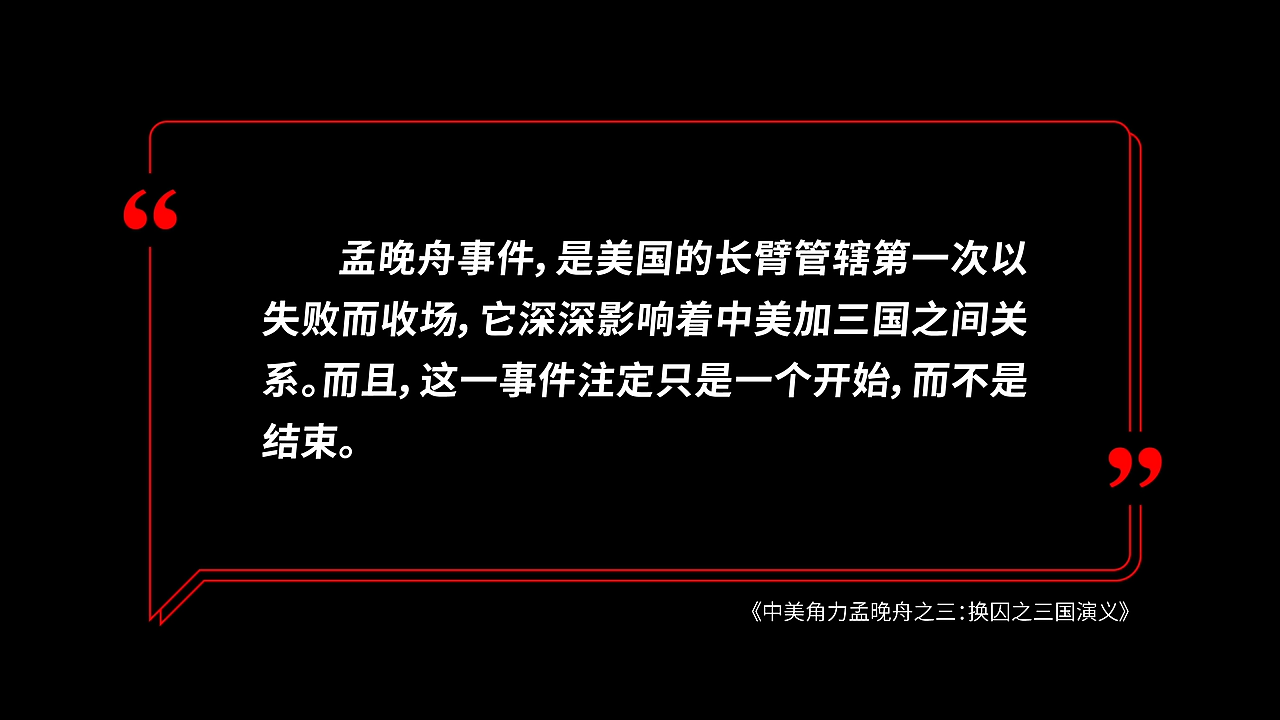 “
孟晚舟事件，是美国的长臂管辖第一次以
失败而收场，它深深影响着中美加三国之间关
系。而且，这一事件注定只是一个开始，而不是
结束。
”
《中美角力孟晚舟之三：换囚之三国演义》